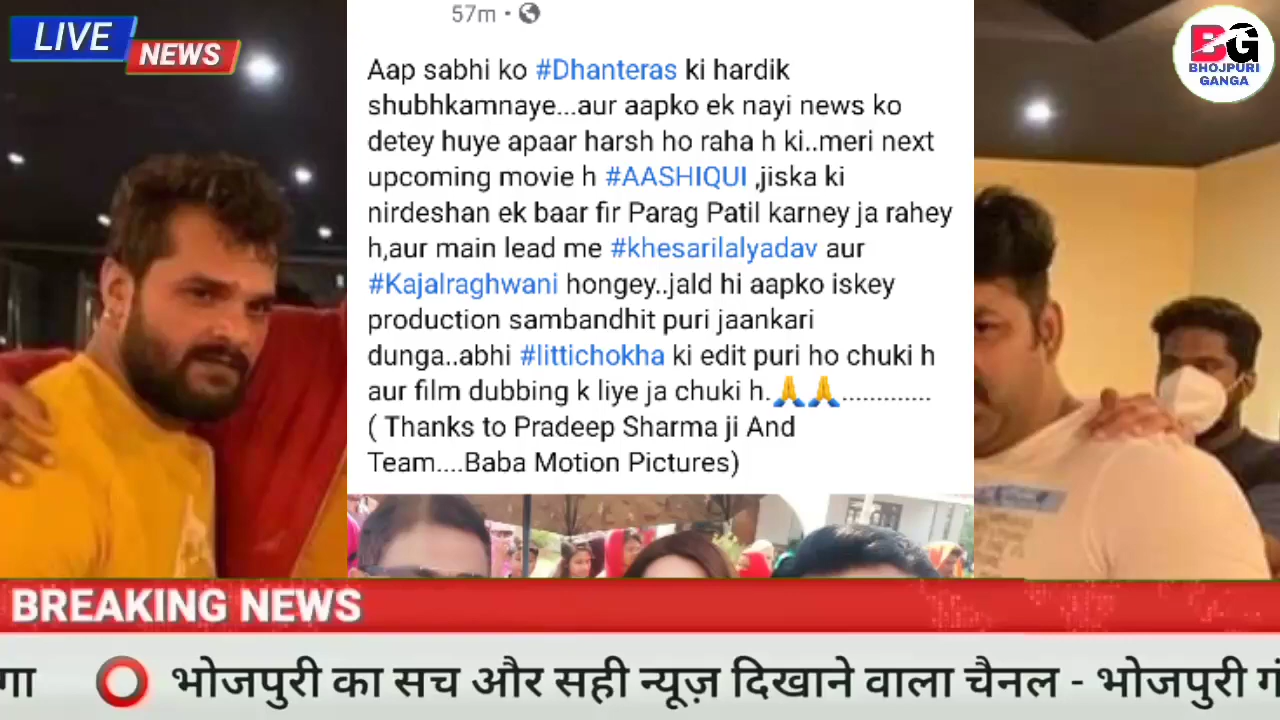 LIVE
NEWS
57m
BG
BHOJPURI
GANGA
Aap sabhi ko #Dhanteras ki hardik
shubhkamnaye...aur aapko ek nayi news ko
detey huye apaar harsh ho raha h ki..meri next
upcoming movie h #AASHIQUI ,jiska ki
nirdeshan ek baar fir Parag Patil karney ja rahey
h,aur main lead me #khesarilalyadav aur
#Kajalraghwani hongey..jald hi aapko iskey
production sambandhit puri jaankari
dunga..abhi #littichokha ki edit puri ho chuki h
aur film dubbing k liye ja chuki h.🙏🙏.............
( Thanks to Pradeep Sharma ji And
Team....Baba Motion Pictures)
BREAKING NEWS
गा ⭕ भोजपुरी का सच और सही न्यूज़ दिखाने वाला चैनल - भोजपुरी गं